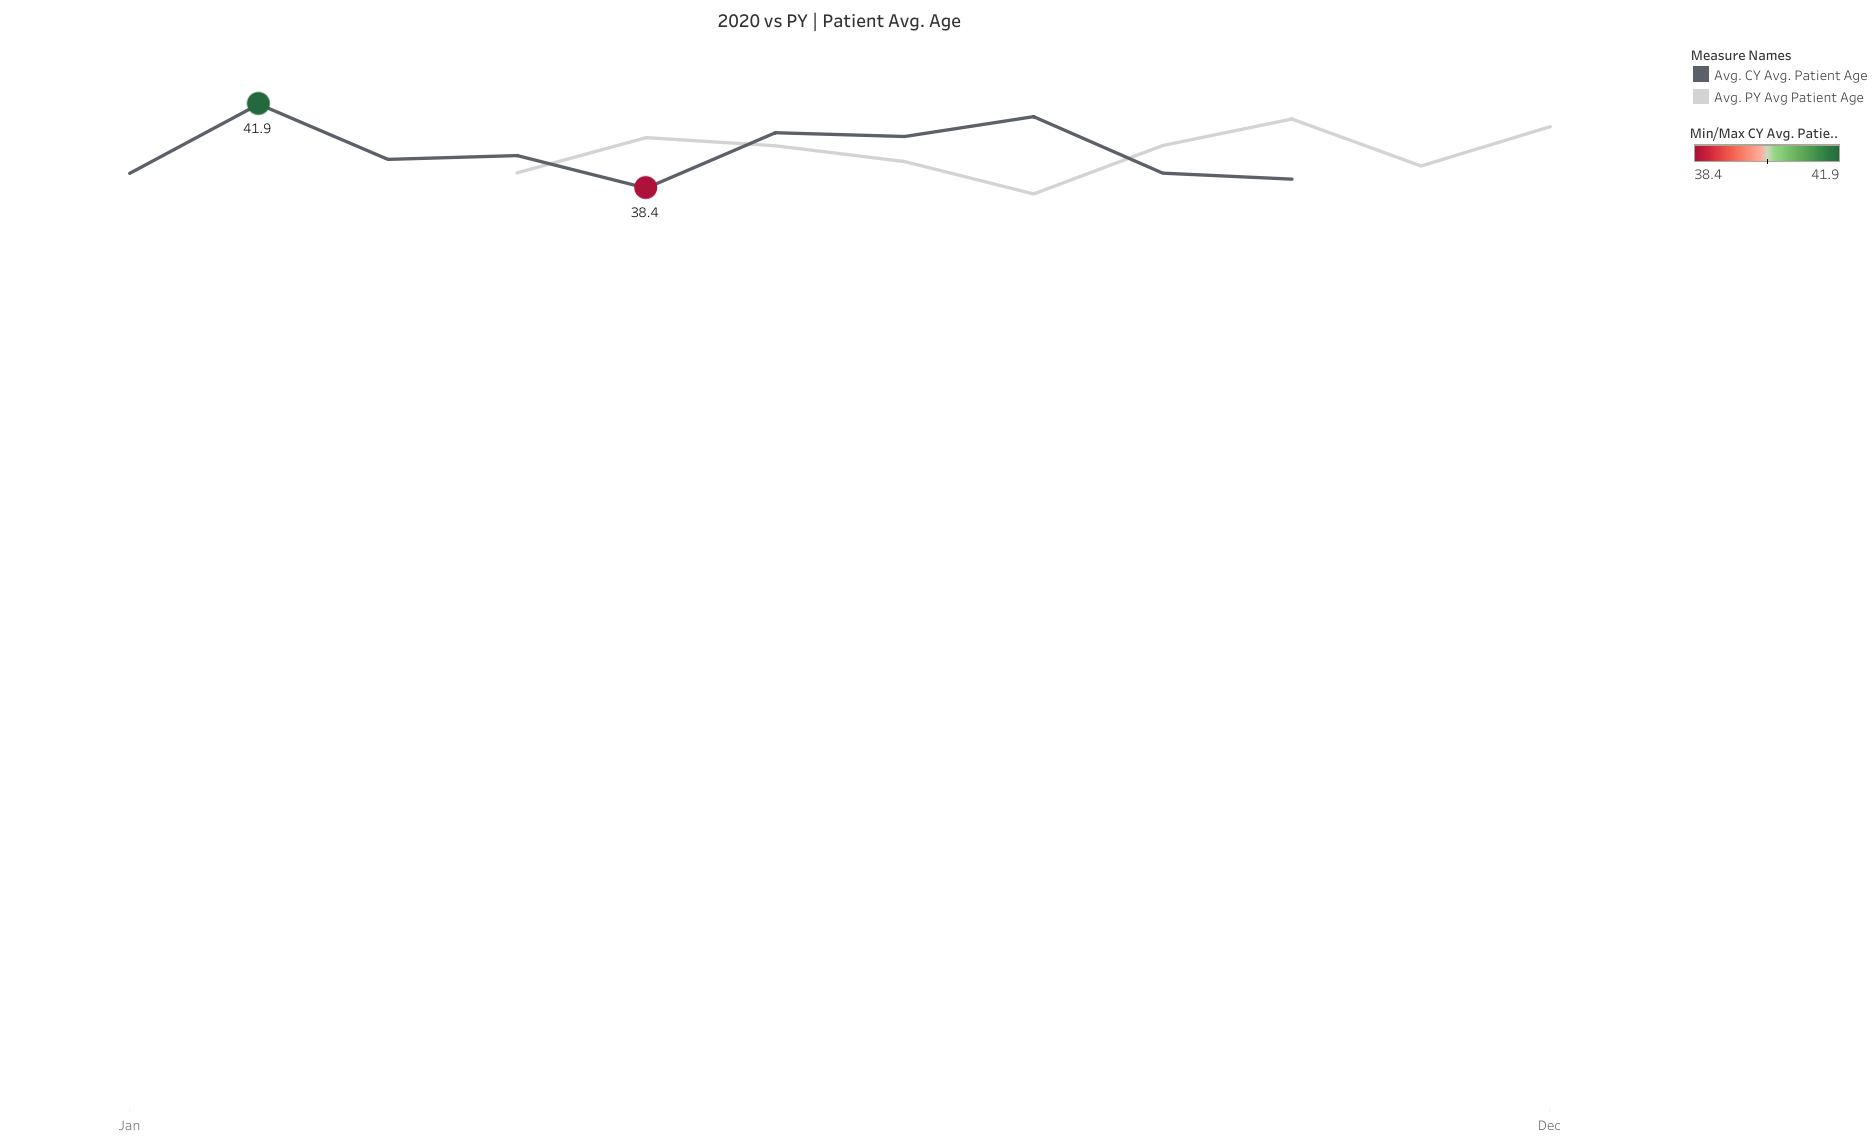 2020 vs PY | Patient Avg. Age
Measure Names
Avg. CY Avg. Patient Age
Avg. PY Avg Patient Age
Min/Max CY Avg. Patie..
38.4 41.9
41.9
38.4
Jan Dec